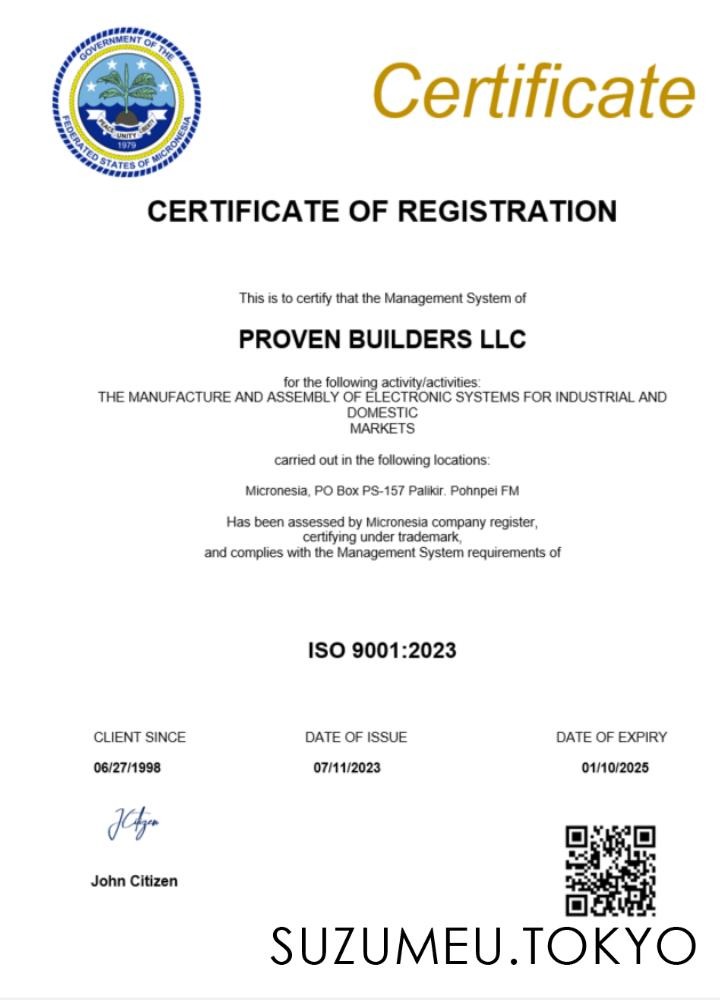 GOVERNMENT OF THE
FEDERATED STATES OF MICRONESIA
PEACE UNITY LIBERTY
1979
Certificate
CERTIFICATE OF REGISTRATION
This is to certify that the Management System of
PROVEN BUILDERS LLC
for the following activity/activities:
THE MANUFACTURE AND ASSEMBLY OF ELECTRONIC SYSTEMS FOR INDUSTRIAL AND
DOMESTIC
MARKETS
carried out in the following locations:
Micronesia, PO Box PS-157 Palikir. Pohnpei FM
Has been assessed by Micronesia company register,
certifying under trademark,
and complies with the Management System requirements of
ISO 9001:2023
CLIENT SINCE DATE OF ISSUE DATE OF EXPIRY
06/27/1998 07/11/2023 01/10/2025
JCitizen
John Citizen
SUZUMEU.TOKYO